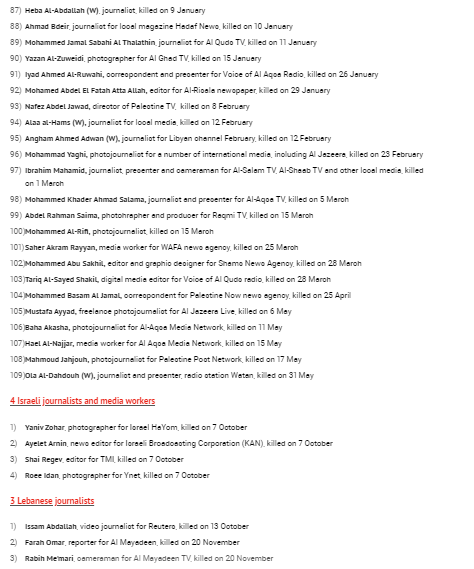 87) Heba Al-Abdallah (W), journalist, killed on 9 January
88) Ahmad Bdeir, journalist for local magazine Hadaf News, killed on 10 January
89) Mohammed Jamal Sabahi Al Thalathin, journalist for Al Quds TV, killed on 11 January
90) Yazan Al-Zuweidi, photographer for Al Ghad TV, killed on 15 January
91) Iyad Ahmed Al-Ruwahi, correspondent and presenter for Voice of Al Aqsa Radio, killed on 26 January
92) Mohamed Abdel El Fatah Atta Allah, editor for Al-Risala newspaper, killed on 29 January
93) Nafez Abdel Jawad, director of Palestine TV, killed on 8 February
94) Alaa al-Hams (W), journalist for local media, killed on 12 February
95) Angham Ahmed Adwan (W), journalist for Libyan channel February, killed on 12 February
96) Mohammad Yaghi, photojournalist for a number of international media, including Al Jazeera, killed on 23 February
97) Ibrahim Mahamid, journalist, presenter and cameraman for Al-Salam TV, Al-Shaab TV and other local media, killed
on 1 March
98) Mohammed Khader Ahmad Salama, journalist and presenter for Al-Aqsa TV, killed on 5 March
99) Abdel Rahman Saima, photohrapher and producer for Raqmi TV, killed on 15 March
100)Mohammed Al-Rifi, photojournalist, killed on 15 March
101)Saher Akram Rayyan, media worker for WAFA news agency, killed on 25 March
102)Mohammed Abu Sakhil, editor and graphic designer for Shams News Agency, killed on 28 March
103)Tariq Al-Sayed Shakil, digital media editor for Voice of Al Quds radio, killed on 28 March
104)Mohammed Basam Al Jamal, correspondent for Palestine Now news agency, killed on 25 April
105)Mustafa Ayyad, freelance photojournalist for Al Jazeera Live, killed on 6 May
106)Baha Akasha, photojournalist for Al-Aqsa Media Network, killed on 11 May
107)Hael Al-Najjar, media worker for Al Aqsa Media Network, killed on 15 May
108)Mahmoud Jahjouh, photojournalist for Palestine Post Network, killed on 17 May
109)Ola Al-Dahdouh (W), journalist and presenter, radio station Watan, killed on 31 May
4 Israeli journalists and media workers
1) Yaniv Zohar, photographer for Israel HaYom, killed on 7 October
2) Ayelet Arnin, news editor for Israeli Broadcasting Corporation (KAN), killed on 7 October
3) Shai Regev, editor for TMI, killed on 7 October
4) Roee Idan, photographer for Ynet, killed on 7 October
3 Lebanese journalists
1) Issam Abdallah, video journalist for Reuters, killed on 13 October
2) Farah Omar, reporter for Al Mayadeen, killed on 20 November
3) Rabih Me'mari, cameraman for Al Mayadeen TV, killed on 20 November